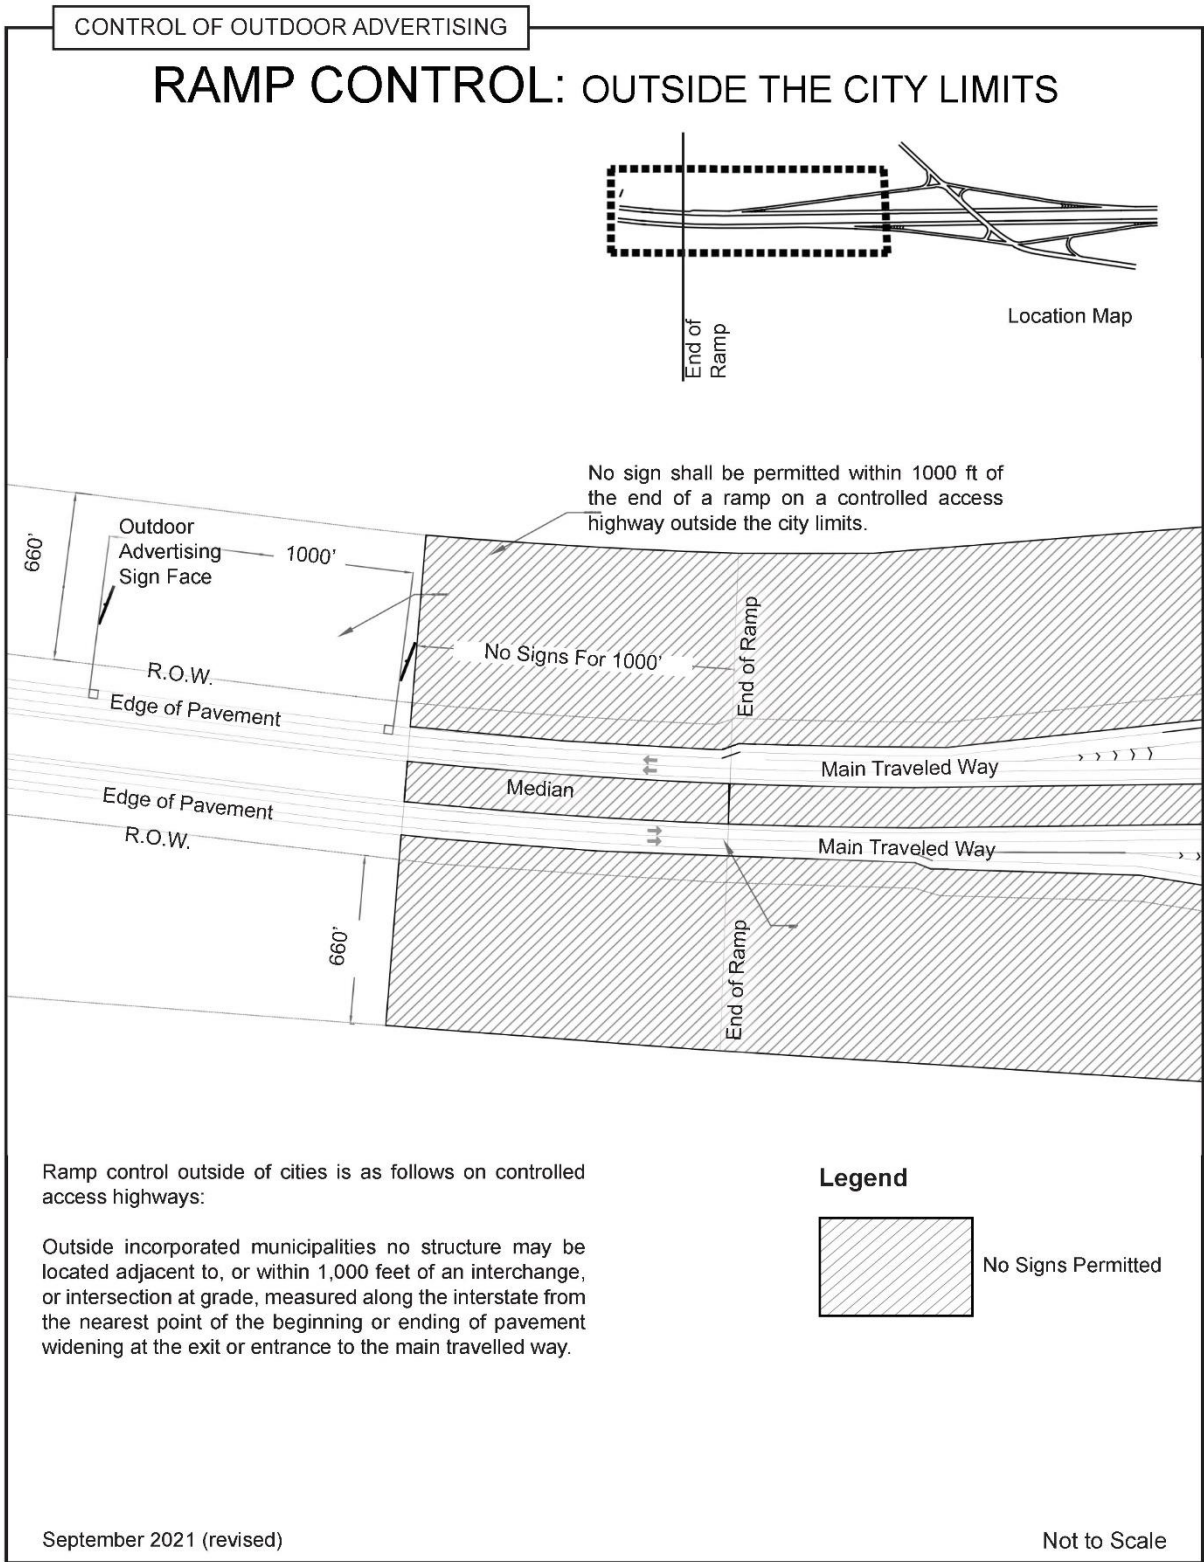 CONTROL OF OUTDOOR ADVERTISING
RAMP CONTROL: OUTSIDE THE CITY LIMITS
End of
Ramp
Location Map
No sign shall be permitted within 1000 ft of
the end of a ramp on a controlled access
highway outside the city limits.
660'
Outdoor
Advertising
Sign Face
1000'
No Signs For 1000'
End of Ramp
R.O.W.
Edge of Pavement
Main Traveled Way
Median
Edge of Pavement
R.O.W.
Main Traveled Way
660'
End of Ramp
Ramp control outside of cities is as follows on controlled
access highways:
Outside incorporated municipalities no structure may be
located adjacent to, or within 1,000 feet of an interchange,
or intersection at grade, measured along the interstate from
the nearest point of the beginning or ending of pavement
widening at the exit or entrance to the main travelled way.
Legend
No Signs Permitted
September 2021 (revised)
Not to Scale